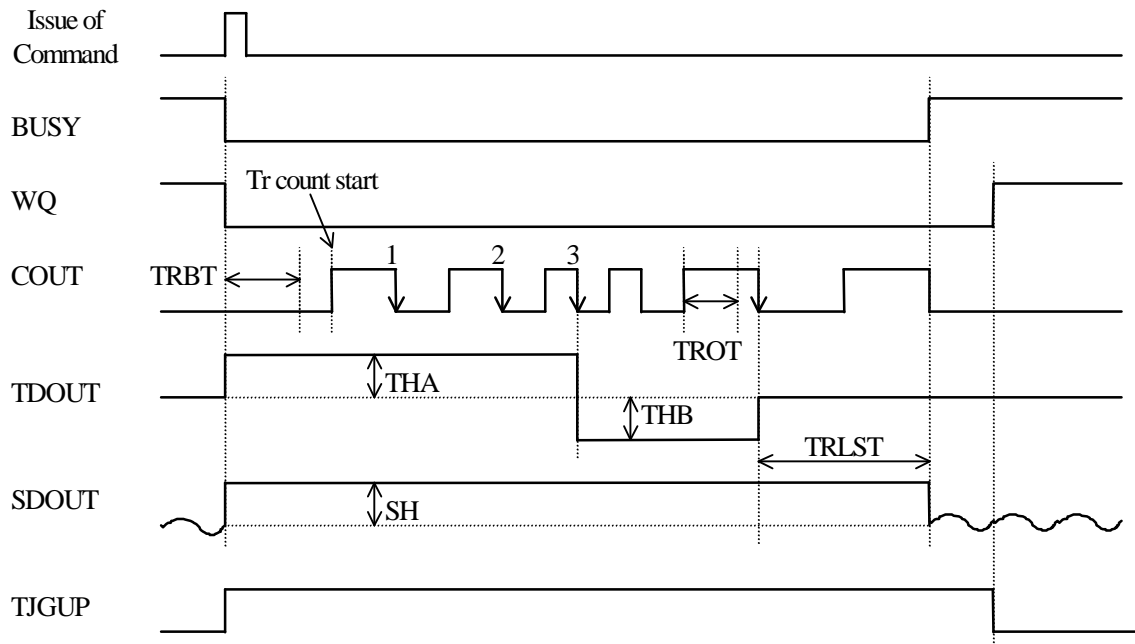 Issue of
Command
BUSY
WQ
Tr count start
COUT
TRBT
1
2
3
TROT
TDOUT
THA
THB
TRLST
SDOUT
SH
TJGUP